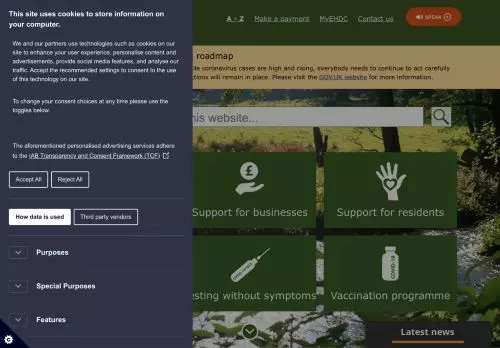 This site uses cookies to store information on
your computer.
We and our partners use technologies such as cookies on our
site to enhance your user experience, personalise content and
advertisements, provide social media features, and analyse our
traffic. Accept the recommended settings to consent to the use
of this technology on our site.
To change your consent choices at any time please use the
toggles below.
The aforementioned personalised advertising services adhere
to the IAB Transparency and Consent Framework (TCF)
Accept All
Reject All
How data is used
Third party vendors
Purposes
Special Purposes
Features
A - Z
Make a payment
MyEHDC
Contact us
SPEAK
roadmap
coronavirus cases are high and rising, everybody needs to continue to act carefully
will remain in place. Please visit the GOV.UK website for more information.
this website...
Support for businesses
Support for residents
COVID-19
COVID-19
esting without symptoms
Vaccination programme
Latest news